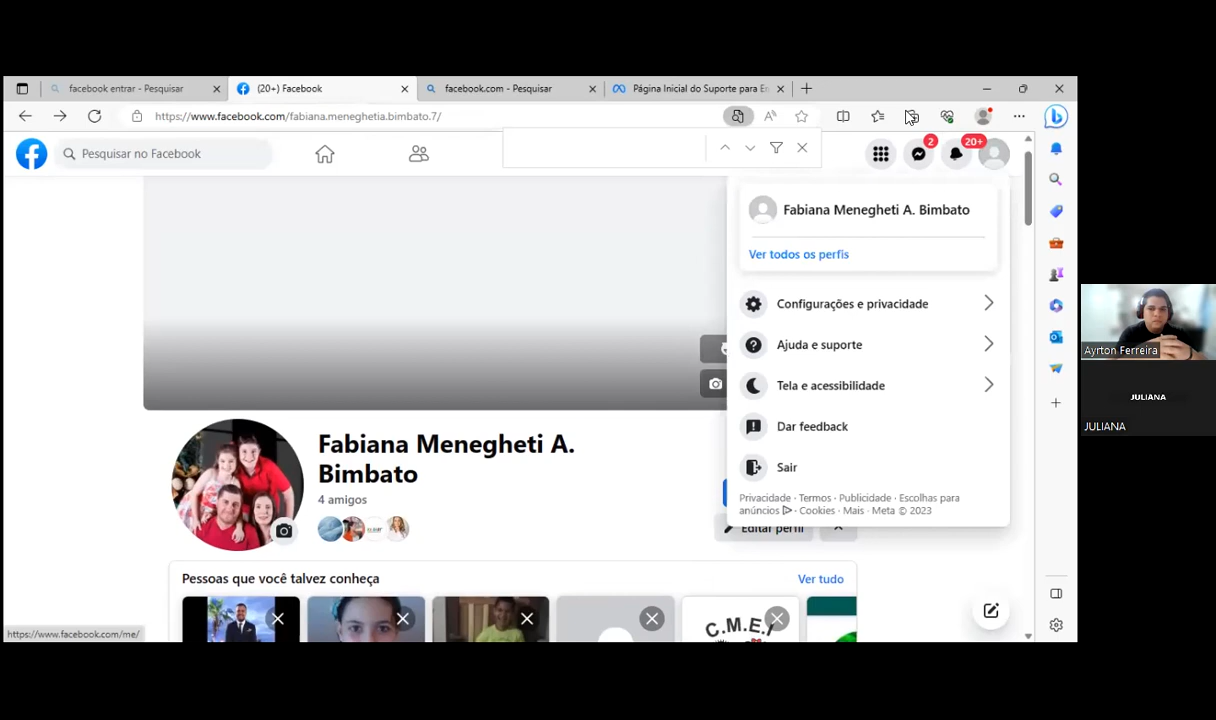 facebook entrar - Pesquisar
(20+) Facebook
facebook.com - Pesquisar
Página Inicial do Suporte para E
https://www.facebook.com/fabiana.meneghetia.bimbato.7/
Pesquisar no Facebook
2
20+
Fabiana Menegheti A. Bimbato
Ver todos os perfis
Configurações e privacidade
Ajuda e suporte
Tela e acessibilidade
Dar feedback
Sair
Privacidade · Termos · Publicidade · Escolhas para
anúncios · Cookies · Mais · Meta © 2023
Fabiana Menegheti A.
Bimbato
4 amigos
Editar perfil
Pessoas que você talvez conheça
Ver tudo
C.M.E.I
https://www.facebook.com/me/
Ayrton Ferreira
JULIANA
JULIANA